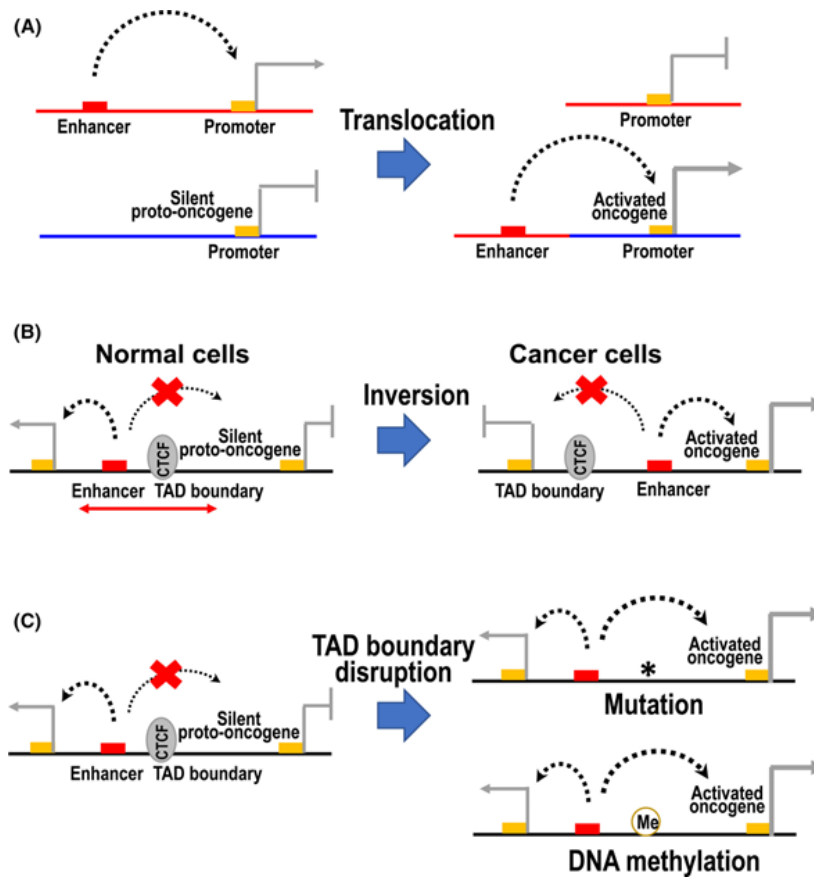 (A)
Enhancer
Promoter
Silent
proto-oncogene
Promoter
Translocation
Promoter
Activated
oncogene
Enhancer
Promoter
(B)
Normal cells
Silent
proto-oncogene
CTCF
Enhancer
TAD boundary
Inversion
Cancer cells
Activated
oncogene
CTCF
TAD boundary
Enhancer
(C)
Silent
proto-oncogene
CTCF
Enhancer
TAD boundary
TAD boundary
disruption
Activated
oncogene
*
Mutation
Activated
oncogene
Me
DNA methylation